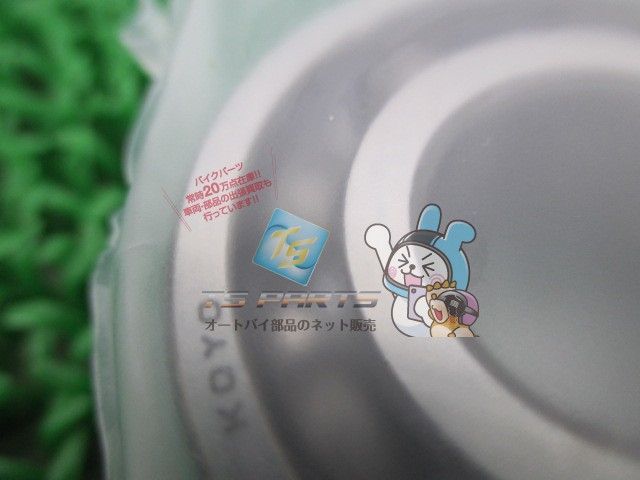 バイクパーツ
常時20万点在庫!!
車両・部品の出張買取も
行っています!!
TS
TS PARTS
オートバイ部品のネット販売
KOYO